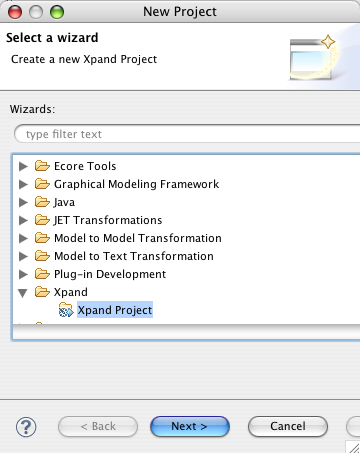 New Project
Select a wizard
Create a new Xpand Project
Wizards:
type filter text
Ecore Tools
Graphical Modeling Framework
Java
JET Transformations
Model to Model Transformation
Model to Text Transformation
Plug-in Development
Xpand
Xpand Project
? < Back Next > Cancel